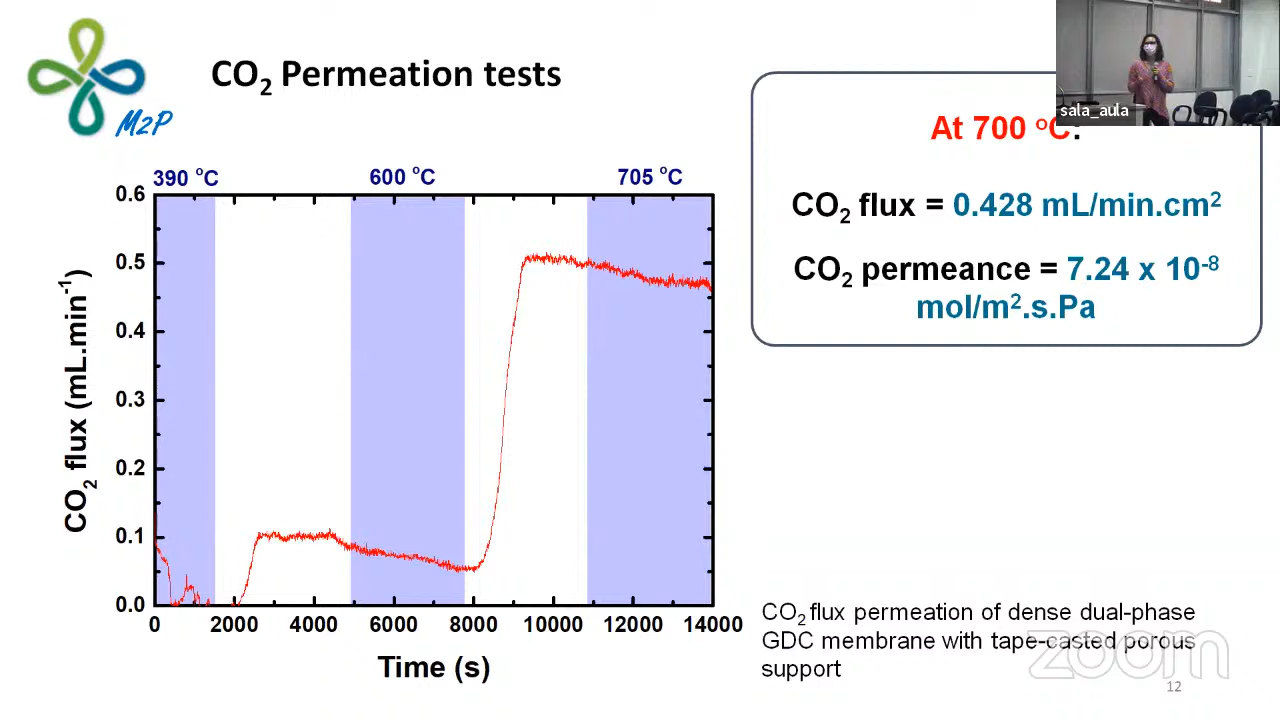 CO₂ Permeation tests
M2P
sala_aula
At 700 °C:
CO₂ flux = 0.428 mL/min.cm²
CO₂ permeance = 7.24 x 10⁻⁸
mol/m².s.Pa
390 °C
600 °C
705 °C
0.6
0.5
0.4
0.3
0.2
0.1
0.0
CO₂ flux (mL.min⁻¹)
0 2000 4000 6000 8000 10000 12000 14000
Time (s)
CO₂ flux permeation of dense dual-phase
GDC membrane with tape-casted porous
support
zoom
12